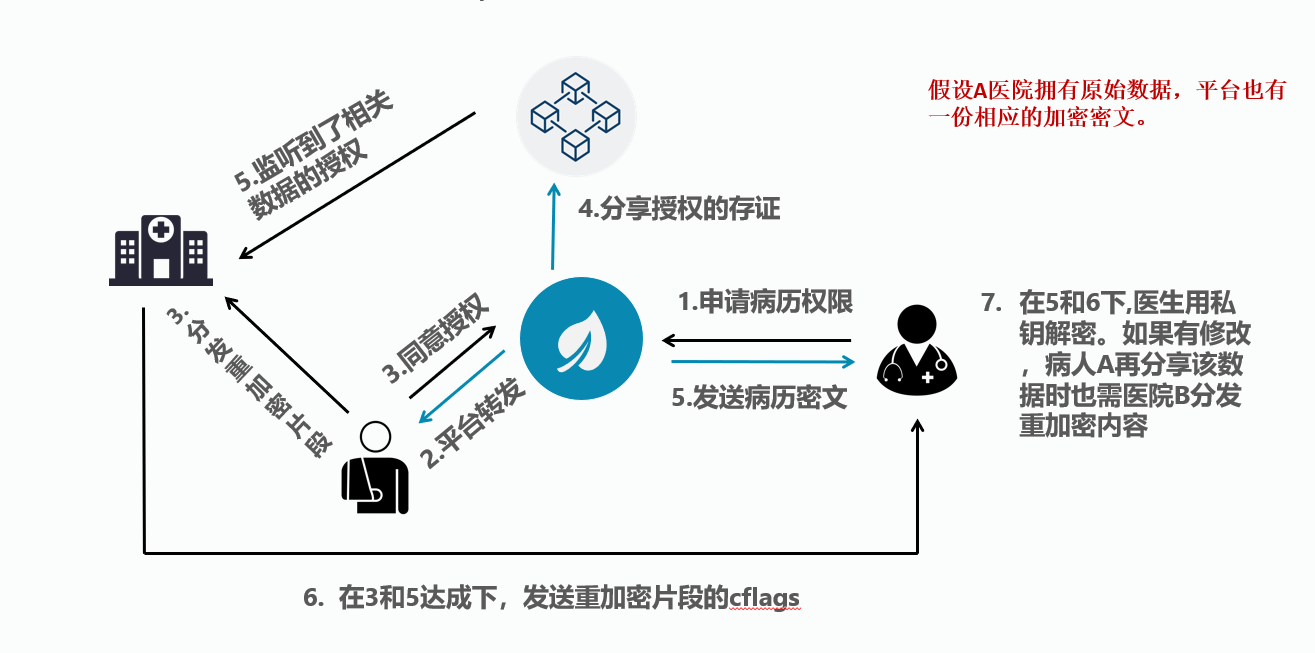 假设A医院拥有原始数据，平台也有
一份相应的加密密文。
5.监听到了相关
数据的授权
4.分享授权的存证
1.申请病历权限
7. 在5和6下,医生用私
钥解密。如果有修改
，病人A再分享该数
据时也需医院B分发
重加密内容
3.分发重加密片段
3.同意授权
2.平台转发
5.发送病历密文
6. 在3和5达成下，发送重加密片段的cflags